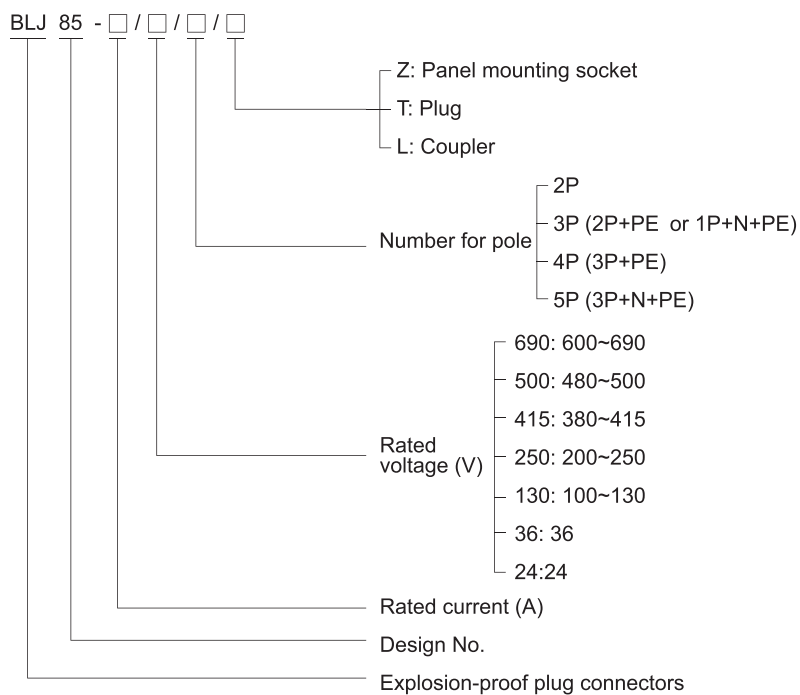 BLJ 85 - □ / □ / □ / □
Z: Panel mounting socket
T: Plug
L: Coupler
2P
3P (2P+PE or 1P+N+PE)
Number for pole
4P (3P+PE)
5P (3P+N+PE)
690: 600~690
500: 480~500
415: 380~415
Rated
voltage (V)
250: 200~250
130: 100~130
36: 36
24:24
Rated current (A)
Design No.
Explosion-proof plug connectors